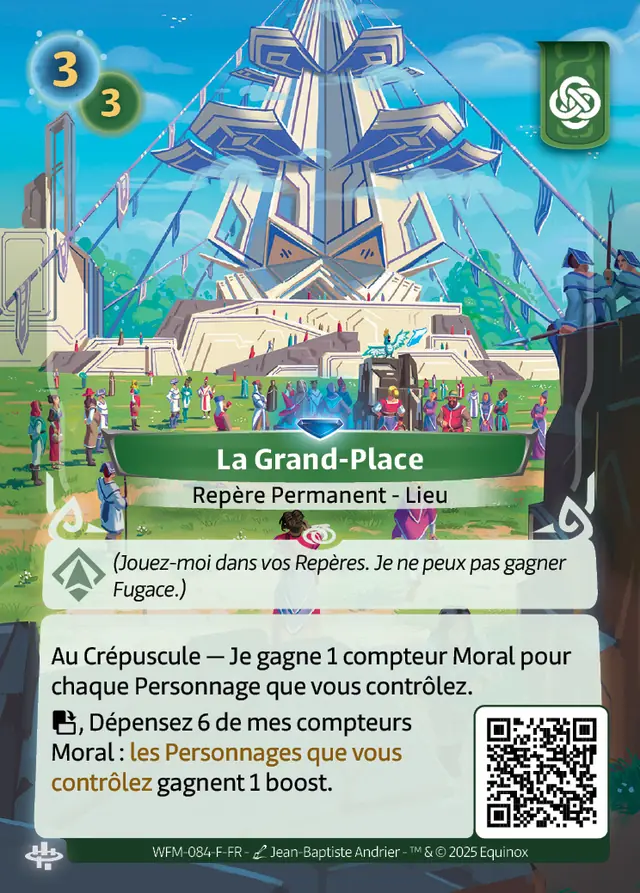 3
3
La Grand-Place
Repère Permanent - Lieu
(Jouez-moi dans vos Repères. Je ne peux pas gagner
Fugace.)
Au Crépuscule — Je gagne 1 compteur Moral pour
chaque Personnage que vous contrôlez.
, Dépensez 6 de mes compteurs
Moral : les Personnages que vous
contrôlez gagnent 1 boost.
WFM-084-F-FR - Jean-Baptiste Andrier - ™ & © 2025 Equinox